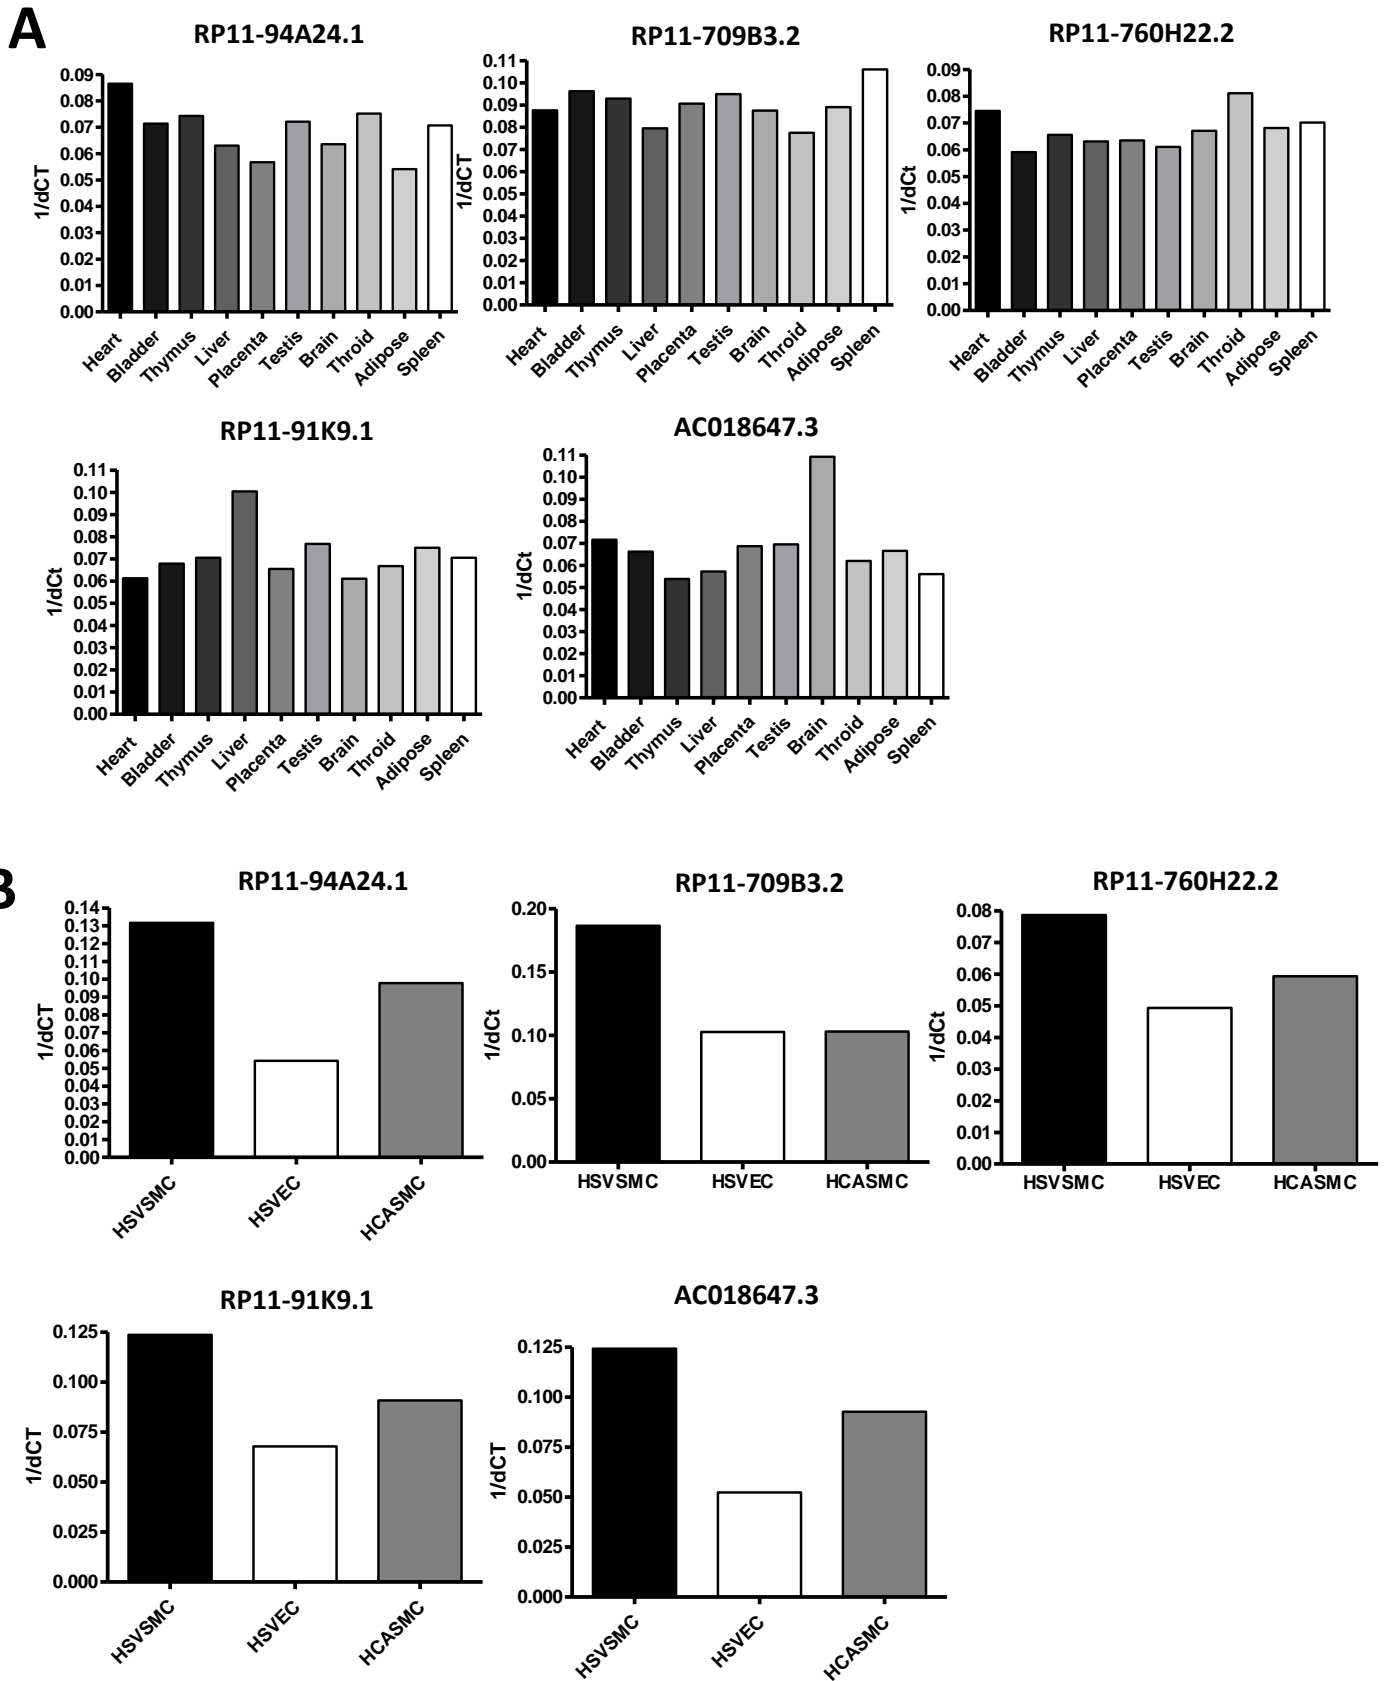 A
RP11-94A24.1
1/dCT
0.09
0.08
0.07
0.06
0.05
0.04
0.03
0.02
0.01
0.00
Heart
Bladder
Thymus
Liver
Placenta
Testis
Brain
Throid
Adipose
Spleen
RP11-709B3.2
1/dCT
0.11
0.10
0.09
0.08
0.07
0.06
0.05
0.04
0.03
0.02
0.01
0.00
Heart
Bladder
Thymus
Liver
Placenta
Testis
Brain
Throid
Adipose
Spleen
RP11-760H22.2
1/dCt
0.09
0.08
0.07
0.06
0.05
0.04
0.03
0.02
0.01
0.00
Heart
Bladder
Thymus
Liver
Placenta
Testis
Brain
Throid
Adipose
Spleen
RP11-91K9.1
1/dCt
0.11
0.10
0.09
0.08
0.07
0.06
0.05
0.04
0.03
0.02
0.01
0.00
Heart
Bladder
Thymus
Liver
Placenta
Testis
Brain
Throid
Adipose
Spleen
AC018647.3
1/dCt
0.11
0.10
0.09
0.08
0.07
0.06
0.05
0.04
0.03
0.02
0.01
0.00
Heart
Bladder
Thymus
Liver
Placenta
Testis
Brain
Throid
Adipose
Spleen
B
RP11-94A24.1
1/dCT
0.14
0.13
0.12
0.11
0.10
0.09
0.08
0.07
0.06
0.05
0.04
0.03
0.02
0.01
0.00
HSVSMC
HSVEC
HCASMC
RP11-709B3.2
1/dCt
0.20
0.15
0.10
0.05
0.00
HSVSMC
HSVEC
HCASMC
RP11-760H22.2
1/dCt
0.08
0.07
0.06
0.05
0.04
0.03
0.02
0.01
0.00
HSVSMC
HSVEC
HCASMC
RP11-91K9.1
1/dCT
0.125
0.100
0.075
0.050
0.025
0.000
HSVSMC
HSVEC
HCASMC
AC018647.3
1/dCT
0.125
0.100
0.075
0.050
0.025
0.000
HSVSMC
HSVEC
HCASMC